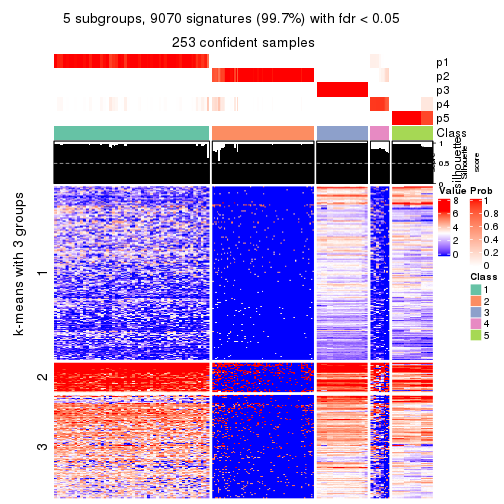 5 subgroups, 9070 signatures (99.7%) with fdr < 0.05
253 confident samples
p1
p2
p3
p4
p5
Class
1
0.5
0
silhouette
Silhouette
score
k-means with 3 groups
1
2
3
Value
8
6
4
2
0
Prob
1
0.8
0.6
0.4
0.2
0
Class
1
2
3
4
5